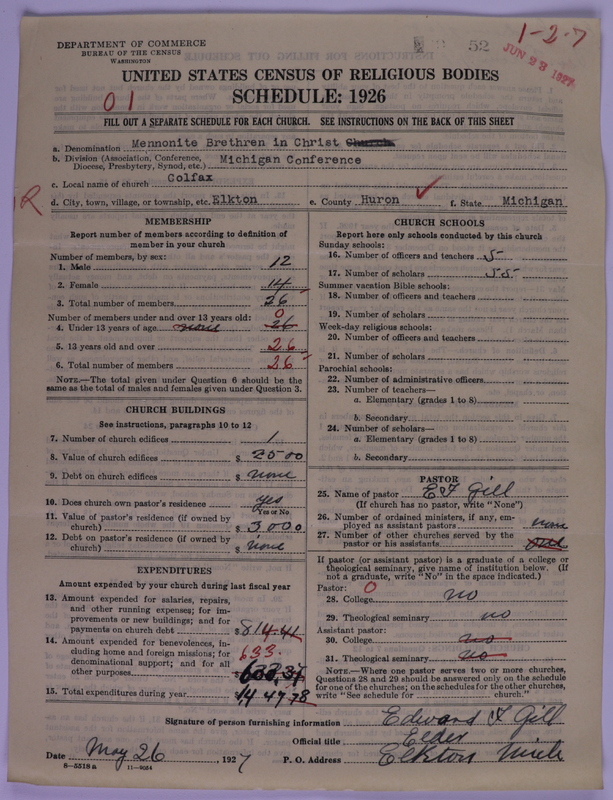 DEPARTMENT OF COMMERCE
BUREAU OF THE CENSUS
WASHINGTON
52
1-2-7
JUN 23 1927
UNITED STATES CENSUS OF RELIGIOUS BODIES
SCHEDULE: 1926
01
FILL OUT A SEPARATE SCHEDULE FOR EACH CHURCH. SEE INSTRUCTIONS ON THE BACK OF THIS SHEET
a. Denomination Mennonite Brethren in Christ Church
b. Division (Association, Conference, Diocese, Presbytery, Synod, etc.) Michigan Conference
c. Local name of church Colfax
R
d. City, town, village, or township, etc. Elkton e. County Huron f. State Michigan
MEMBERSHIP
Report number of members according to definition of
member in your church
Number of members, by sex:
1. Male 12
2. Female 14
3. Total number of members 26
Number of members under and over 13 years old: 0
4. Under 13 years of age none 26
5. 13 years old and over 26
6. Total number of members 26
NOTE.—The total given under Question 6 should be the
same as the total of males and females given under Question 3.
CHURCH BUILDINGS
See instructions, paragraphs 10 to 12
7. Number of church edifices 1
8. Value of church edifices $ 2500
9. Debt on church edifices $ none
10. Does church own pastor's residence yes
Yes or No
11. Value of pastor's residence (if owned by
church) $ 3000
12. Debt on pastor's residence (if owned by
church) $ none
EXPENDITURES
Amount expended by your church during last fiscal year
13. Amount expended for salaries, repairs,
and other running expenses; for im-
provements or new buildings; and for
payments on church debt $ 814.41
14. Amount expended for benevolences, in-
cluding home and foreign missions; for 633.
denominational support; and for all
other purposes
15. Total expenditures during year $ 1447.78
CHURCH SCHOOLS
Report here only schools conducted by this church
Sunday schools:
16. Number of officers and teachers 5
17. Number of scholars 55
Summer vacation Bible schools:
18. Number of officers and teachers
19. Number of scholars
Week-day religious schools:
20. Number of officers and teachers
21. Number of scholars
Parochial schools:
22. Number of administrative officers
23. Number of teachers—
a. Elementary (grades 1 to 8)
b. Secondary
24. Number of scholars—
a. Elementary (grades 1 to 8)
b. Secondary
PASTOR
25. Name of pastor E F Gill
(If church has no pastor, write "None")
26. Number of ordained ministers, if any, em-
ployed as assistant pastors none
27. Number of other churches served by the
pastor or his assistants
If pastor (or assistant pastor) is a graduate of a college or
theological seminary, give name of institution below. (If
not a graduate, write "No" in the space indicated.)
Pastor: 0
28. College no
29. Theological seminary no
Assistant pastor:
30. College no
31. Theological seminary no
NOTE.—Where one pastor serves two or more churches,
Questions 28 and 29 should be answered only on the schedule
for one of the churches; on the schedules for the other churches,
write "See schedule for church."
Signature of person furnishing information Edward F Gill
Official title Elder
Date May 26, 1927 P. O. Address Elkton Mich
8-5518a 11-9054